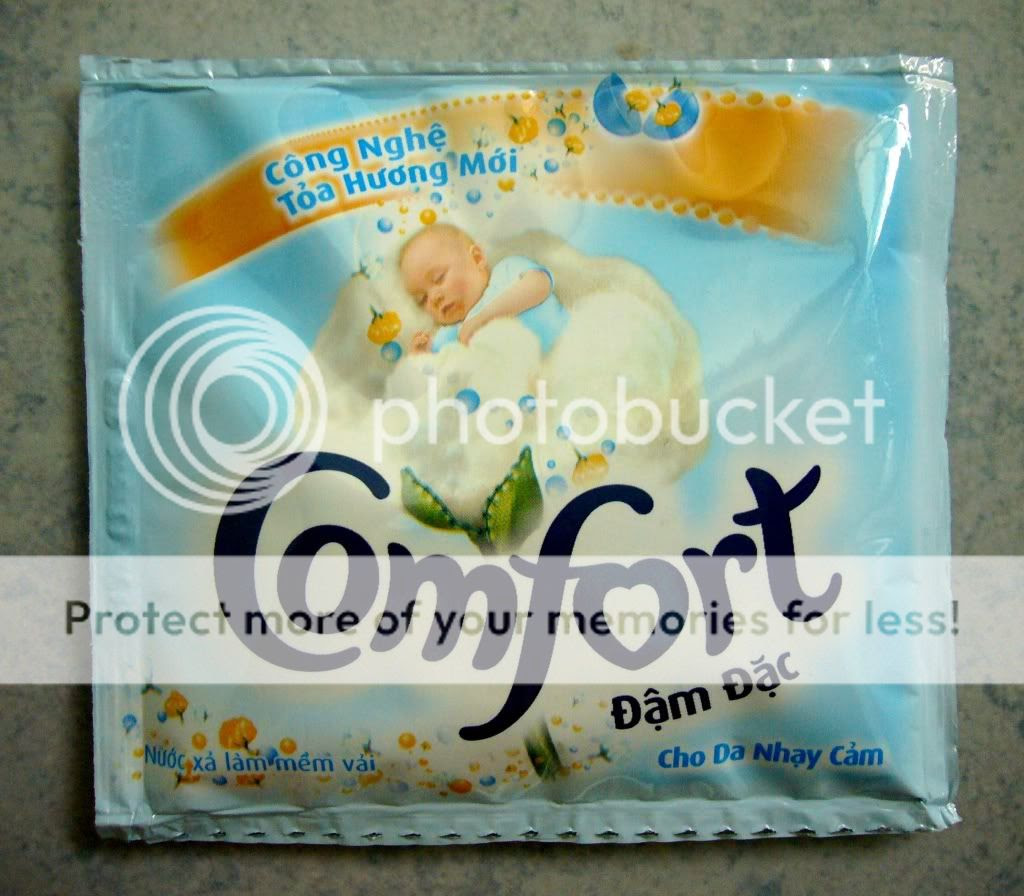 Công Nghệ
Tỏa Hương Mới
photobucket
Comfort
Protect more of your memories for less!
Đậm Đặc
Nước xả làm mềm vải
Cho Da Nhạy Cảm